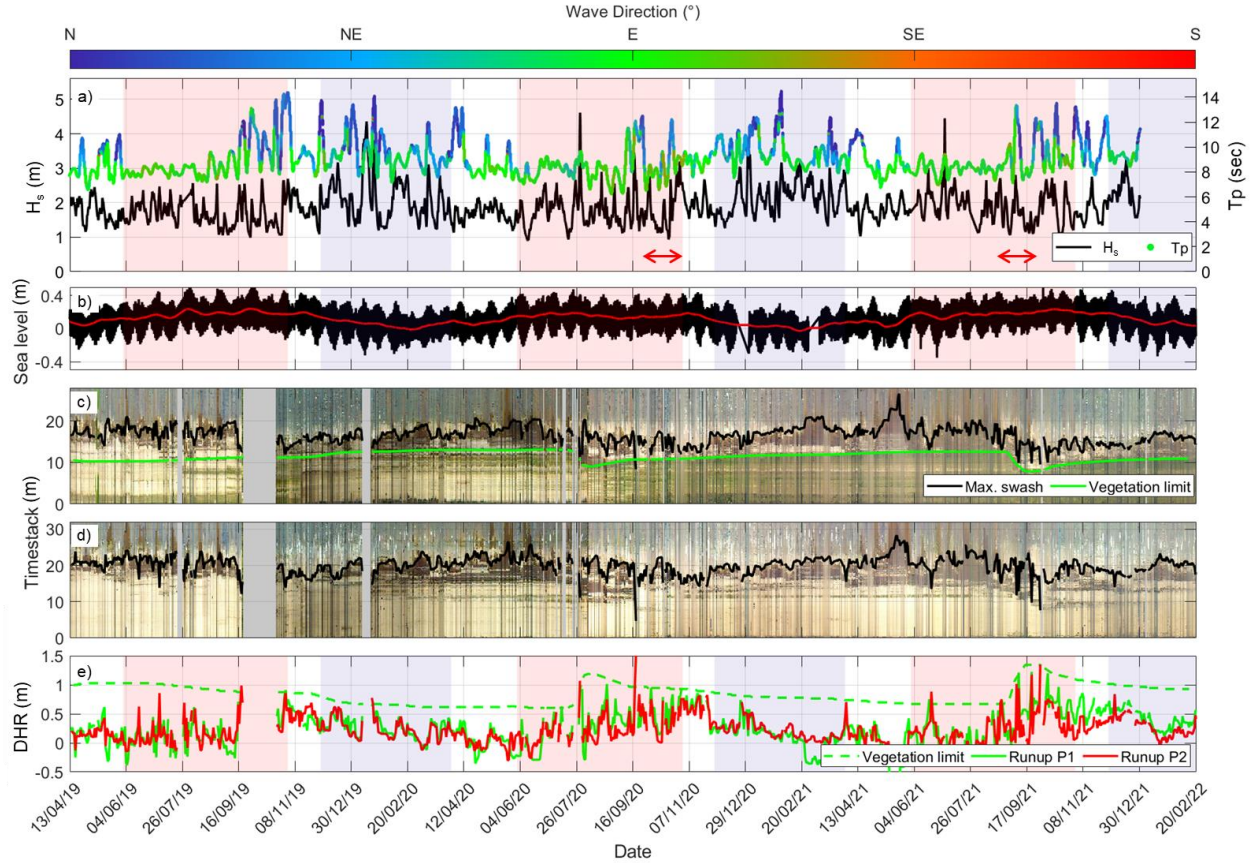 Wave Direction (°)
N NE E SE S
a)
5
4
3
2
1
0
H_s (m)
14
12
10
8
6
4
2
0
Tp (sec)
H_s Tp
b)
0.4
0
-0.4
Sea level (m)
c)
20
10
0
Max. swash Vegetation limit
d)
30
20
10
0
Timestack (m)
e)
1.5
1
0.5
0
-0.5
DHR (m)
Vegetation limit Runup P1 Runup P2
13/04/19 04/06/19 26/07/19 16/09/19 08/11/19 30/12/19 20/02/20 12/04/20 04/06/20 26/07/20 16/09/20 07/11/20 29/12/20 20/02/21 13/04/21 04/06/21 26/07/21 17/09/21 08/11/21 30/12/21 20/02/22
Date